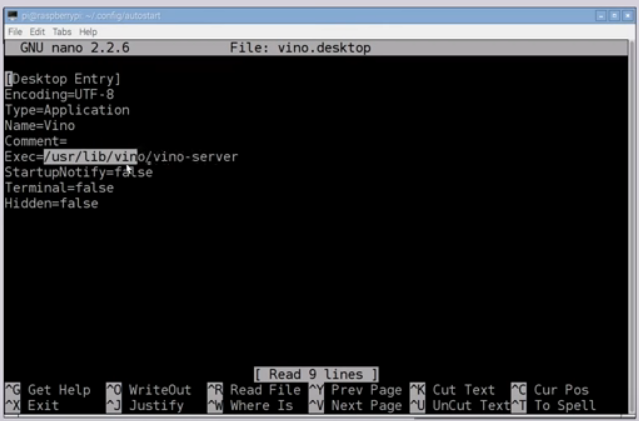 pi@raspberrypi: ~/.config/autostart
File Edit Tabs Help
GNU nano 2.2.6 File: vino.desktop
[Desktop Entry]
Encoding=UTF-8
Type=Application
Name=Vino
Comment=
Exec=/usr/lib/vino/vino-server
StartupNotify=false
Terminal=false
Hidden=false
[ Read 9 lines ]
^G Get Help ^O WriteOut ^R Read File ^Y Prev Page ^K Cut Text ^C Cur Pos
^X Exit ^J Justify ^W Where Is ^V Next Page ^U UnCut Text ^T To Spell